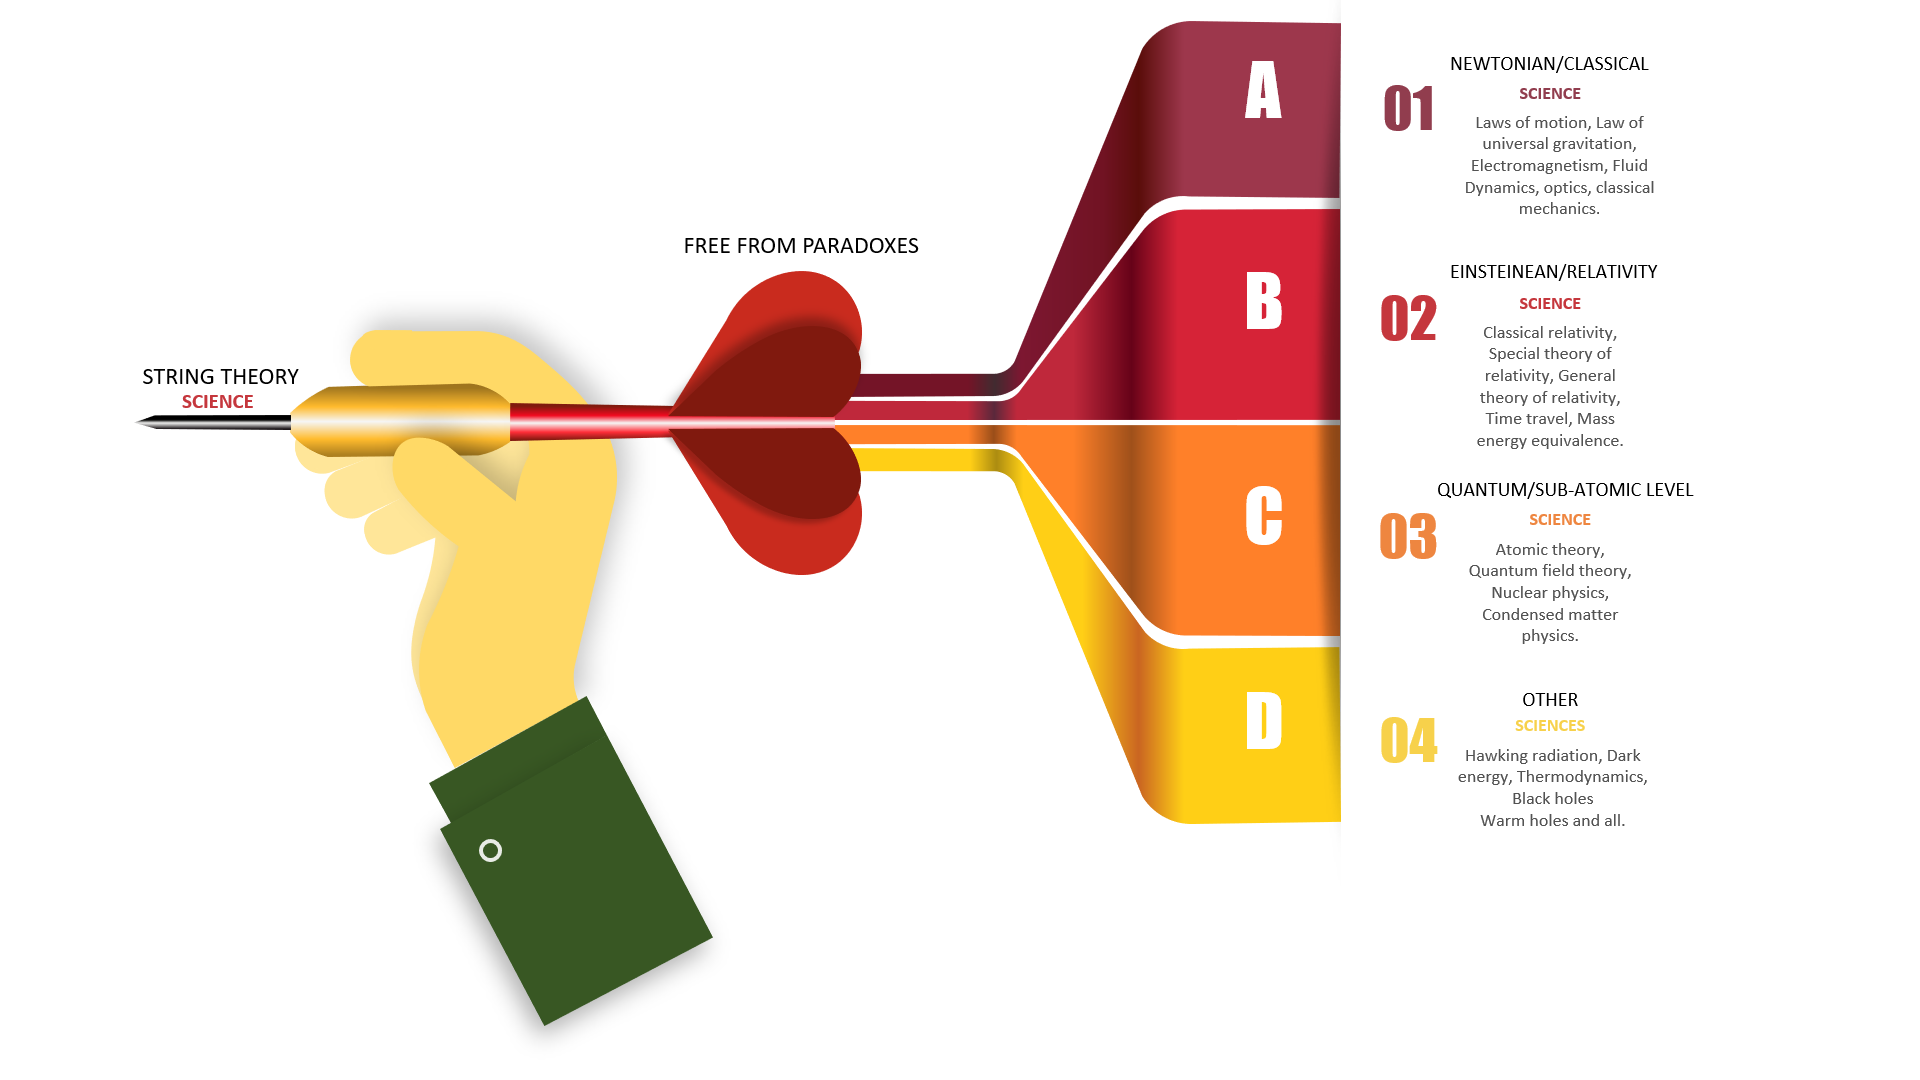 STRING THEORY
SCIENCE
FREE FROM PARADOXES
A
B
C
D
01
NEWTONIAN/CLASSICAL
SCIENCE
Laws of motion, Law of
universal gravitation,
Electromagnetism, Fluid
Dynamics, optics, classical
mechanics.
02
EINSTEINEAN/RELATIVITY
SCIENCE
Classical relativity,
Special theory of
relativity, General
theory of relativity,
Time travel, Mass
energy equivalence.
03
QUANTUM/SUB-ATOMIC LEVEL
SCIENCE
Atomic theory,
Quantum field theory,
Nuclear physics,
Condensed matter
physics.
04
OTHER
SCIENCES
Hawking radiation, Dark
energy, Thermodynamics,
Black holes
Warm holes and all.